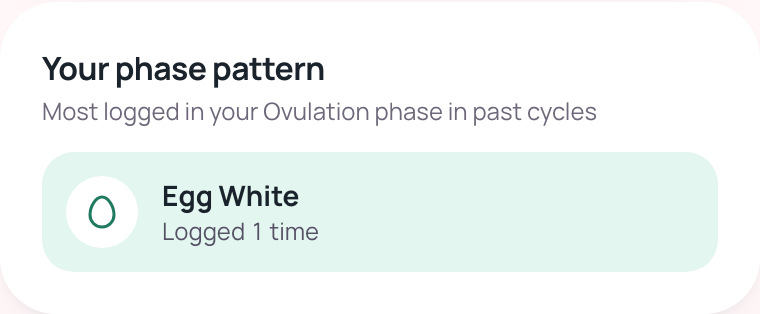 Your phase pattern
Most logged in your Ovulation phase in past cycles
Egg White
Logged 1 time